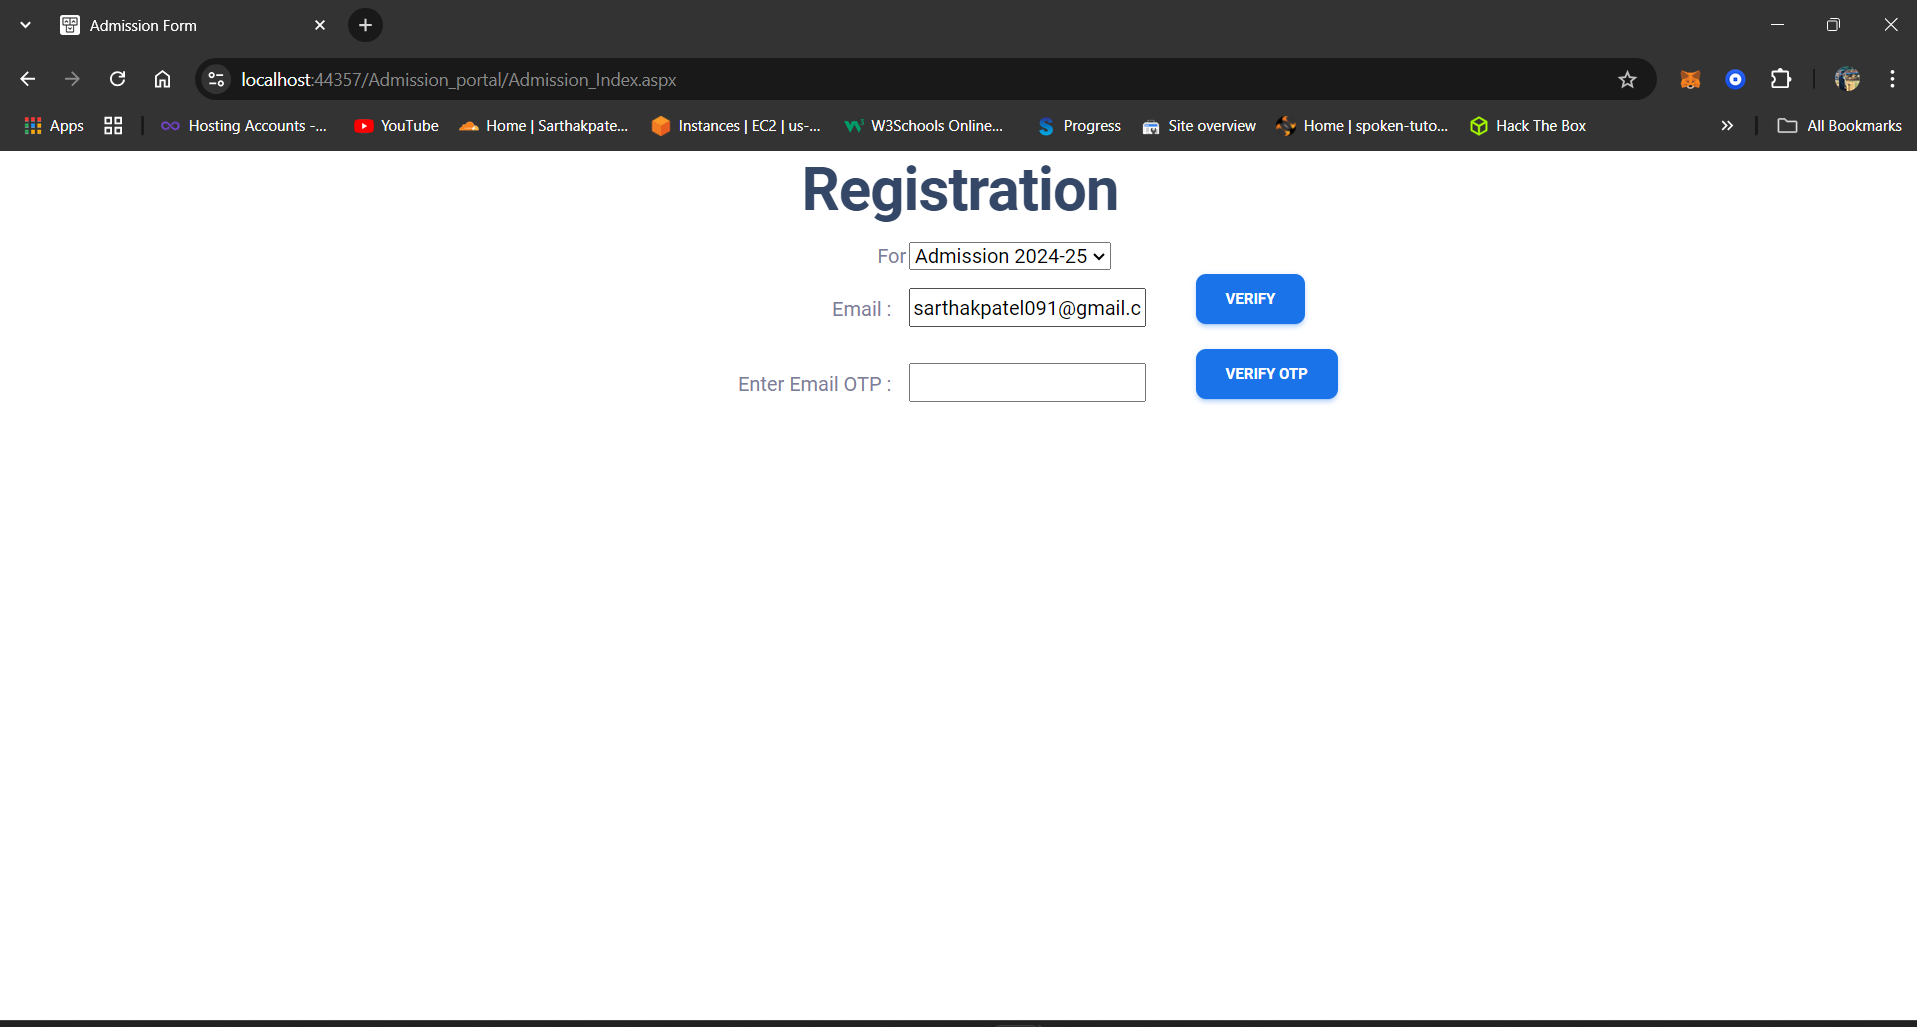 Admission Form
localhost:44357/Admission_portal/Admission_Index.aspx
Apps Hosting Accounts -... YouTube Home | Sarthakpate... Instances | EC2 | us-... W3Schools Online... Progress Site overview Home | spoken-tuto... Hack The Box All Bookmarks
Registration
For Admission 2024-25
Email : sarthakpatel091@gmail.c VERIFY
Enter Email OTP : VERIFY OTP